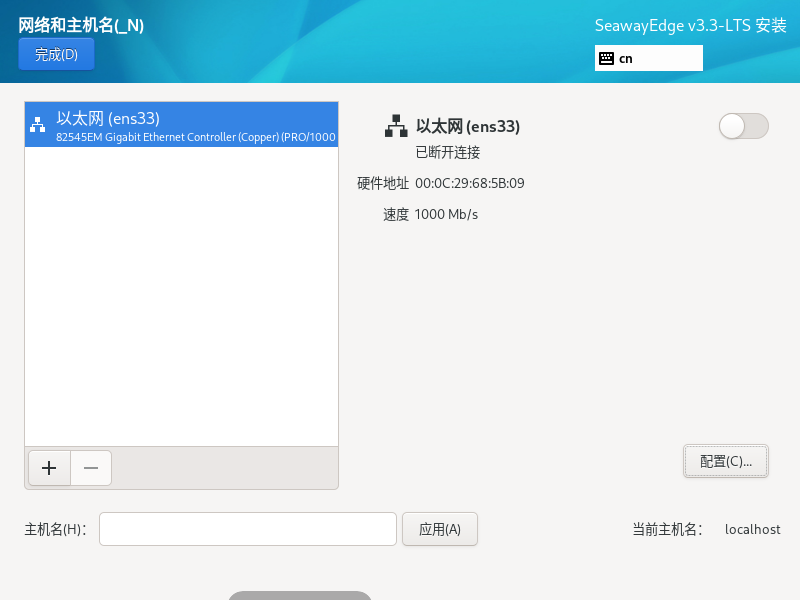 网络和主机名(_N)
SeawayEdge v3.3-LTS 安装
完成(D)
cn
以太网 (ens33)
82545EM Gigabit Ethernet Controller (Copper) (PRO/1000
以太网 (ens33)
已断开连接
硬件地址 00:0C:29:68:5B:09
速度 1000 Mb/s
配置(C)...
主机名(H)：
应用(A)
当前主机名： localhost